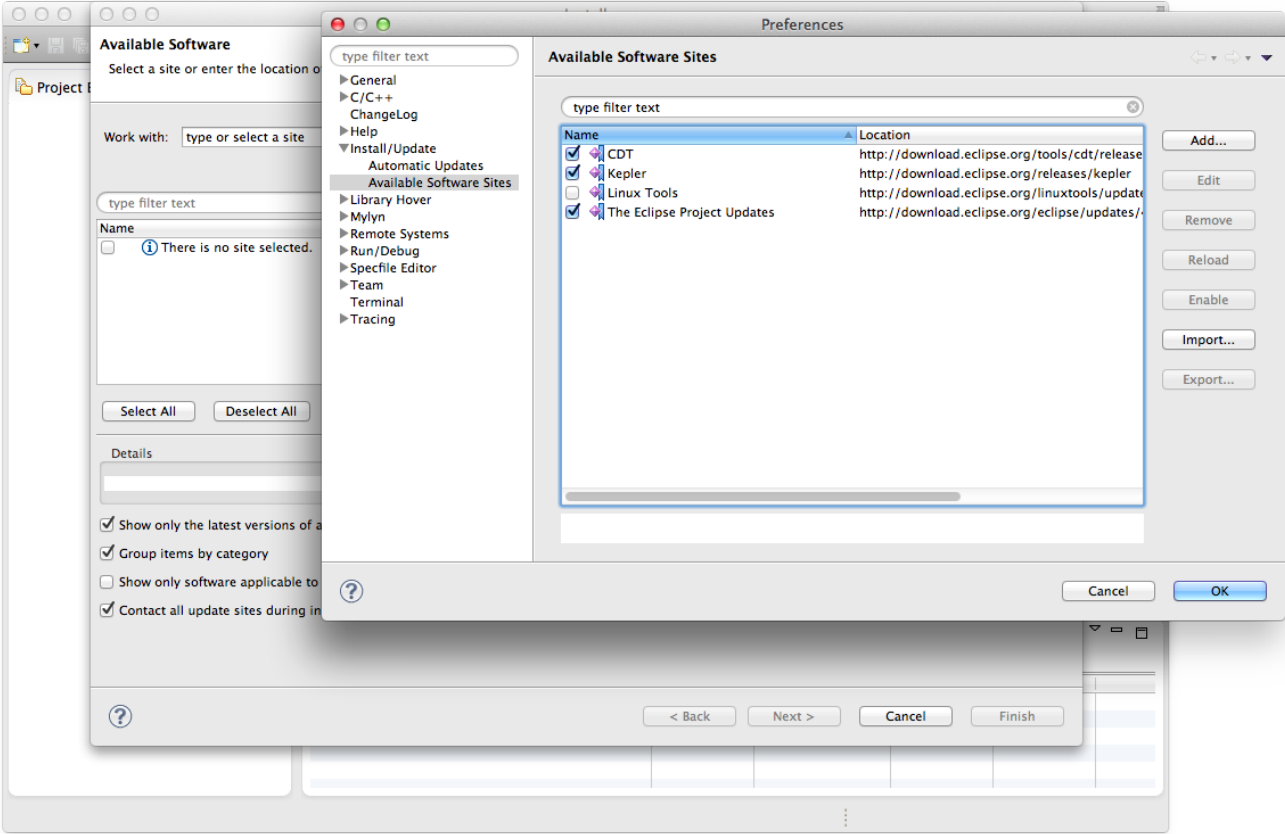 Preferences
Available Software
Select a site or enter the location o
Project E
Work with:
type or select a site
type filter text
Name
There is no site selected.
Select All
Deselect All
Details
Show only the latest versions of a
Group items by category
Show only software applicable to
Contact all update sites during in
< Back
Next >
Cancel
Finish
type filter text
General
C/C++
ChangeLog
Help
Install/Update
Automatic Updates
Available Software Sites
Library Hover
Mylyn
Remote Systems
Run/Debug
Specfile Editor
Team
Terminal
Tracing
Available Software Sites
type filter text
Name Location
CDT http://download.eclipse.org/tools/cdt/release
Kepler http://download.eclipse.org/releases/kepler
Linux Tools http://download.eclipse.org/linuxtools/update
The Eclipse Project Updates http://download.eclipse.org/eclipse/updates/
Add...
Edit
Remove
Reload
Enable
Import...
Export...
Cancel
OK